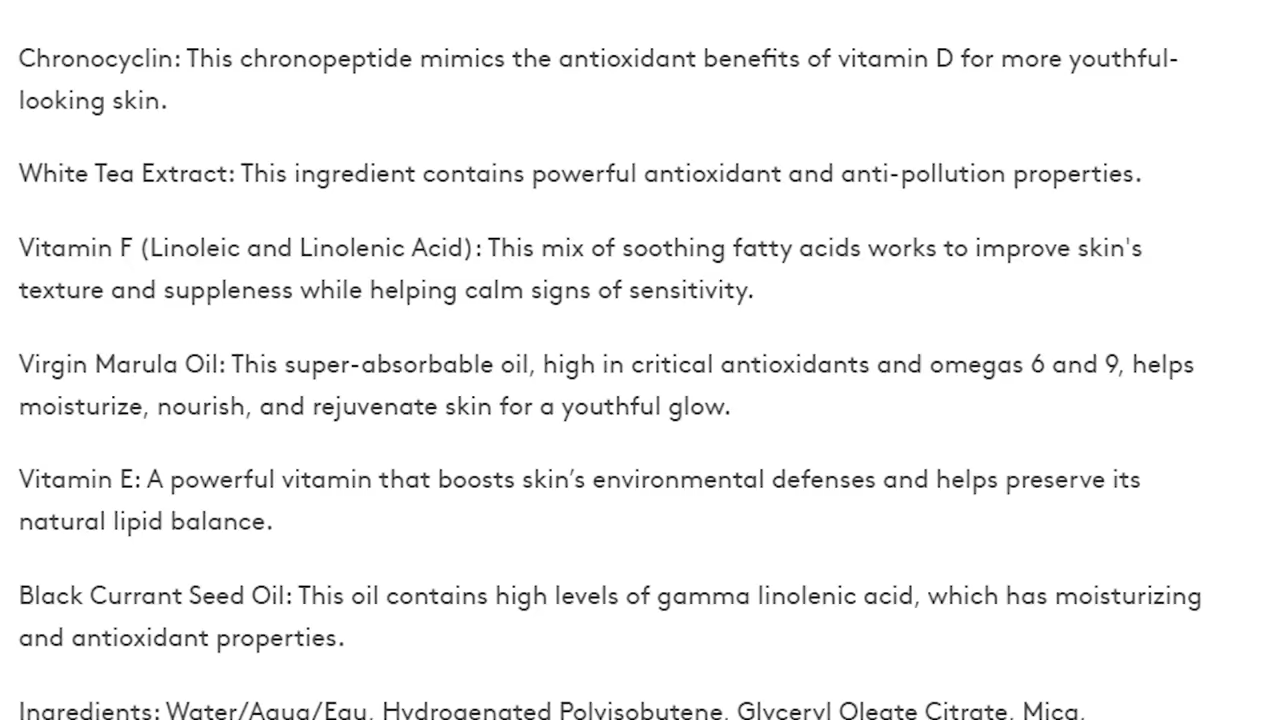 Chronocyclin: This chronopeptide mimics the antioxidant benefits of vitamin D for more youthful-
looking skin.
White Tea Extract: This ingredient contains powerful antioxidant and anti-pollution properties.
Vitamin F (Linoleic and Linolenic Acid): This mix of soothing fatty acids works to improve skin's
texture and suppleness while helping calm signs of sensitivity.
Virgin Marula Oil: This super-absorbable oil, high in critical antioxidants and omegas 6 and 9, helps
moisturize, nourish, and rejuvenate skin for a youthful glow.
Vitamin E: A powerful vitamin that boosts skin’s environmental defenses and helps preserve its
natural lipid balance.
Black Currant Seed Oil: This oil contains high levels of gamma linolenic acid, which has moisturizing
and antioxidant properties.
Ingredients: Water/Aqua/Eau, Hydrogenated Polyisobutene, Glyceryl Oleate Citrate, Mica,